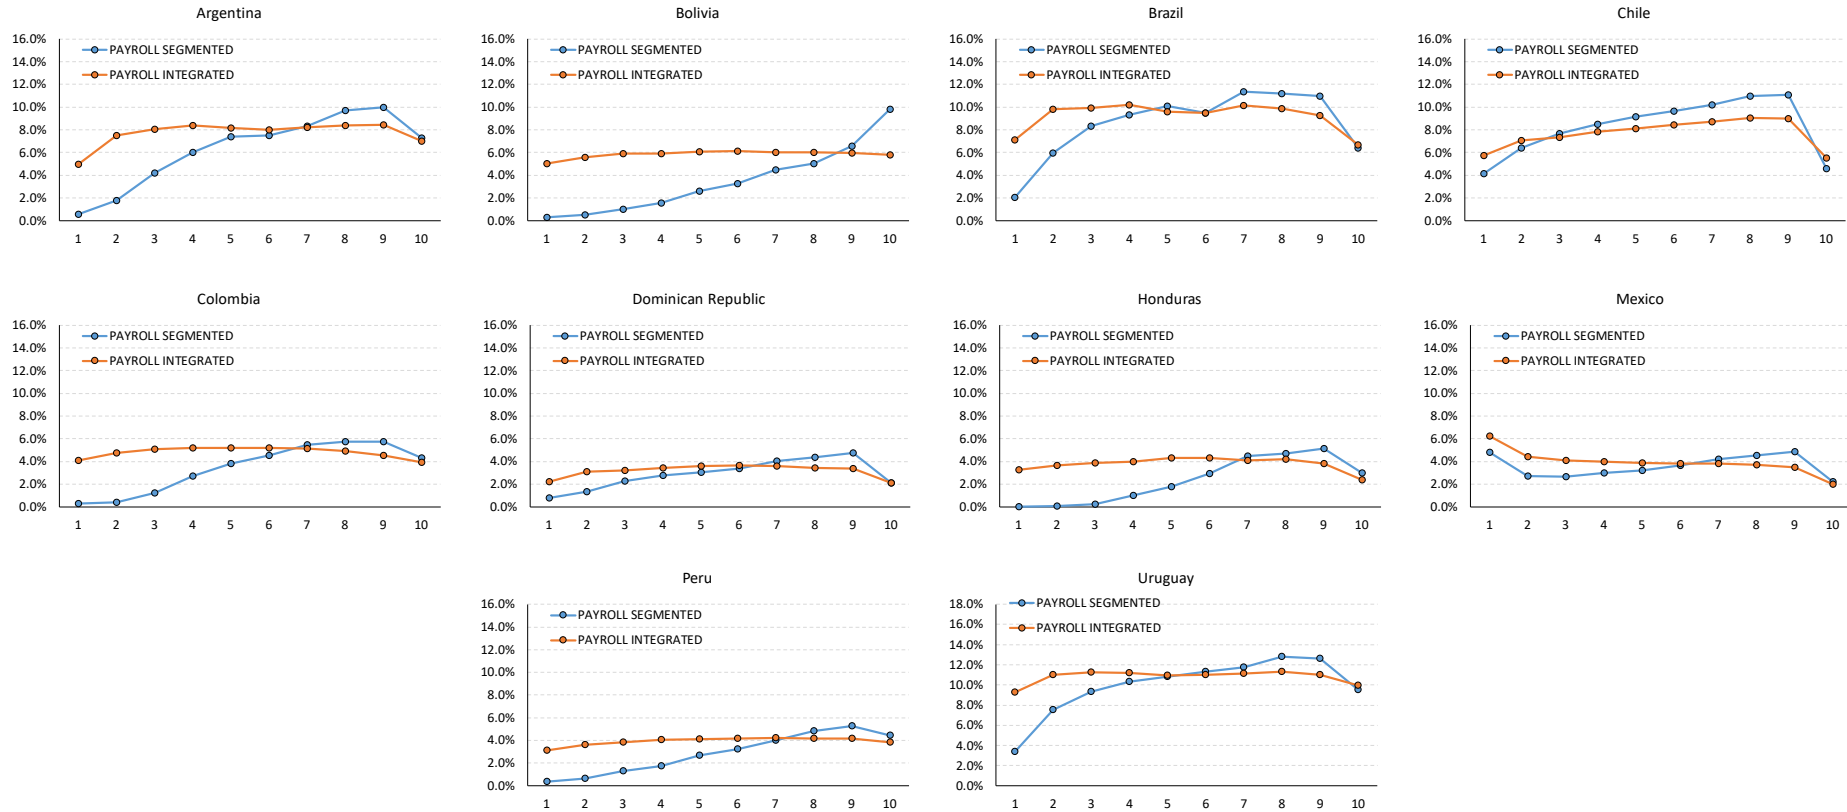 Argentina
16.0%
14.0%
12.0%
10.0%
8.0%
6.0%
4.0%
2.0%
0.0%
PAYROLL SEGMENTED
PAYROLL INTEGRATED
1 2 3 4 5 6 7 8 9 10
Bolivia
16.0%
14.0%
12.0%
10.0%
8.0%
6.0%
4.0%
2.0%
0.0%
PAYROLL SEGMENTED
PAYROLL INTEGRATED
1 2 3 4 5 6 7 8 9 10
Brazil
16.0%
14.0%
12.0%
10.0%
8.0%
6.0%
4.0%
2.0%
0.0%
PAYROLL SEGMENTED
PAYROLL INTEGRATED
1 2 3 4 5 6 7 8 9 10
Chile
16.0%
14.0%
12.0%
10.0%
8.0%
6.0%
4.0%
2.0%
0.0%
PAYROLL SEGMENTED
PAYROLL INTEGRATED
1 2 3 4 5 6 7 8 9 10
Colombia
16.0%
14.0%
12.0%
10.0%
8.0%
6.0%
4.0%
2.0%
0.0%
PAYROLL SEGMENTED
PAYROLL INTEGRATED
1 2 3 4 5 6 7 8 9 10
Dominican Republic
16.0%
14.0%
12.0%
10.0%
8.0%
6.0%
4.0%
2.0%
0.0%
PAYROLL SEGMENTED
PAYROLL INTEGRATED
1 2 3 4 5 6 7 8 9 10
Honduras
16.0%
14.0%
12.0%
10.0%
8.0%
6.0%
4.0%
2.0%
0.0%
PAYROLL SEGMENTED
PAYROLL INTEGRATED
1 2 3 4 5 6 7 8 9 10
Mexico
16.0%
14.0%
12.0%
10.0%
8.0%
6.0%
4.0%
2.0%
0.0%
PAYROLL SEGMENTED
PAYROLL INTEGRATED
1 2 3 4 5 6 7 8 9 10
Peru
16.0%
14.0%
12.0%
10.0%
8.0%
6.0%
4.0%
2.0%
0.0%
PAYROLL SEGMENTED
PAYROLL INTEGRATED
1 2 3 4 5 6 7 8 9 10
Uruguay
18.0%
16.0%
14.0%
12.0%
10.0%
8.0%
6.0%
4.0%
2.0%
0.0%
PAYROLL SEGMENTED
PAYROLL INTEGRATED
1 2 3 4 5 6 7 8 9 10